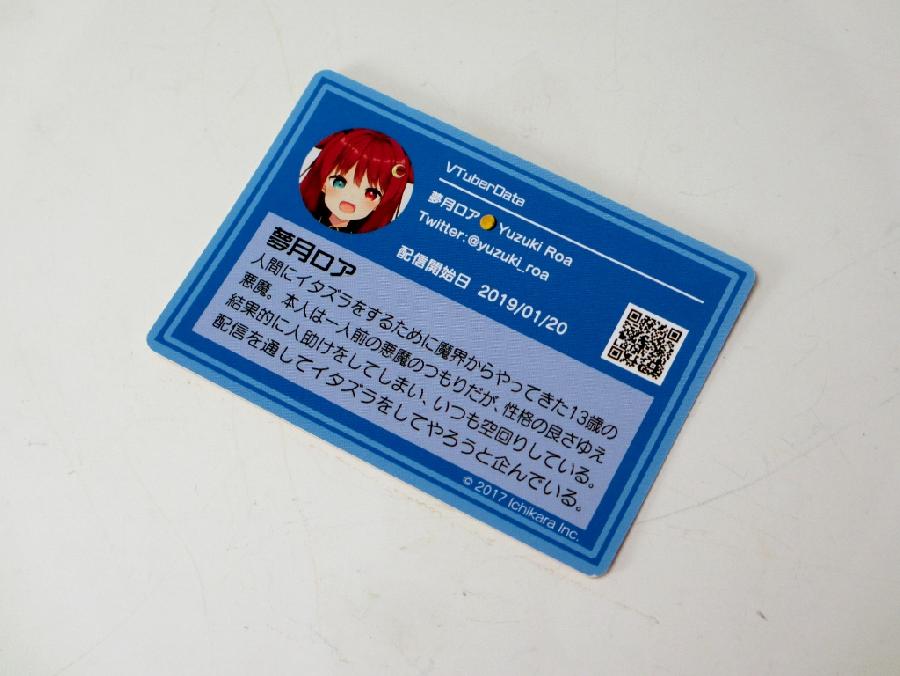 VTuberData
夢月ロア Yuzuki Roa
Twitter:@yuzuki_roa
配信開始日 2019/01/20
夢月ロア
人間にイタズラをするために魔界からやってきた13歳の
悪魔。本人は一人前の悪魔のつもりだが、性格の良さゆえ
結果的に人助けをしてしまい、いつも空回りしている。
配信を通してイタズラをしてやろうと企んでいる。
© 2017 Ichikara Inc.